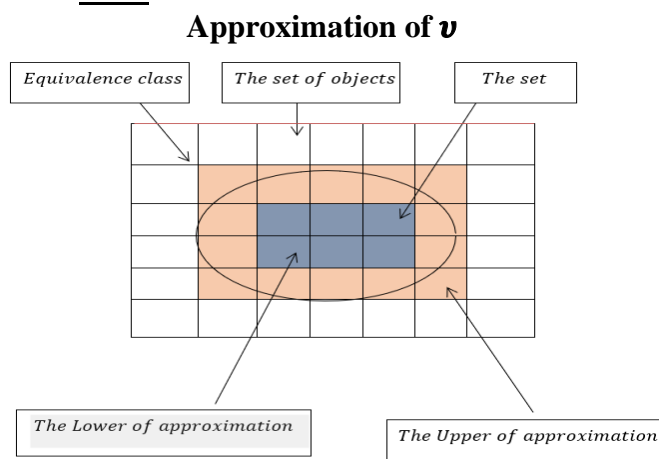 Approximation of 𝝊
Equivalence class
The set of objects
The set
The Lower of approximation
The Upper of approximation